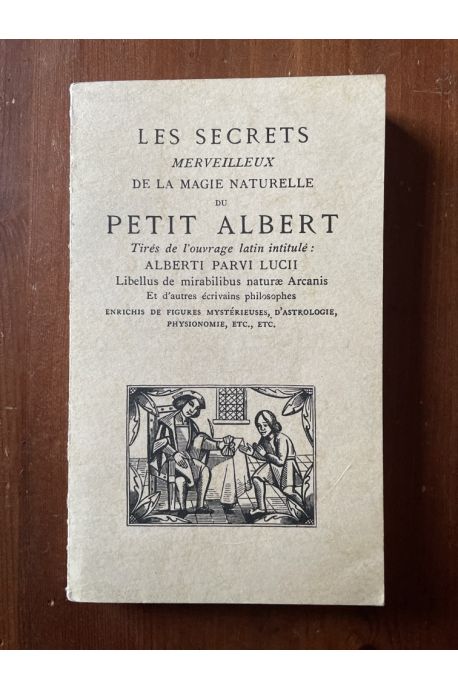 LES SECRETS
MERVEILLEUX
DE LA MAGIE NATURELLE
DU
PETIT ALBERT
Tirés de l'ouvrage latin intitulé :
ALBERTI PARVI LUCII
Libellus de mirabilibus naturæ Arcanis
Et d'autres écrivains philosophes
ENRICHIS DE FIGURES MYSTÉRIEUSES, D'ASTROLOGIE,
PHYSIONOMIE, ETC., ETC.